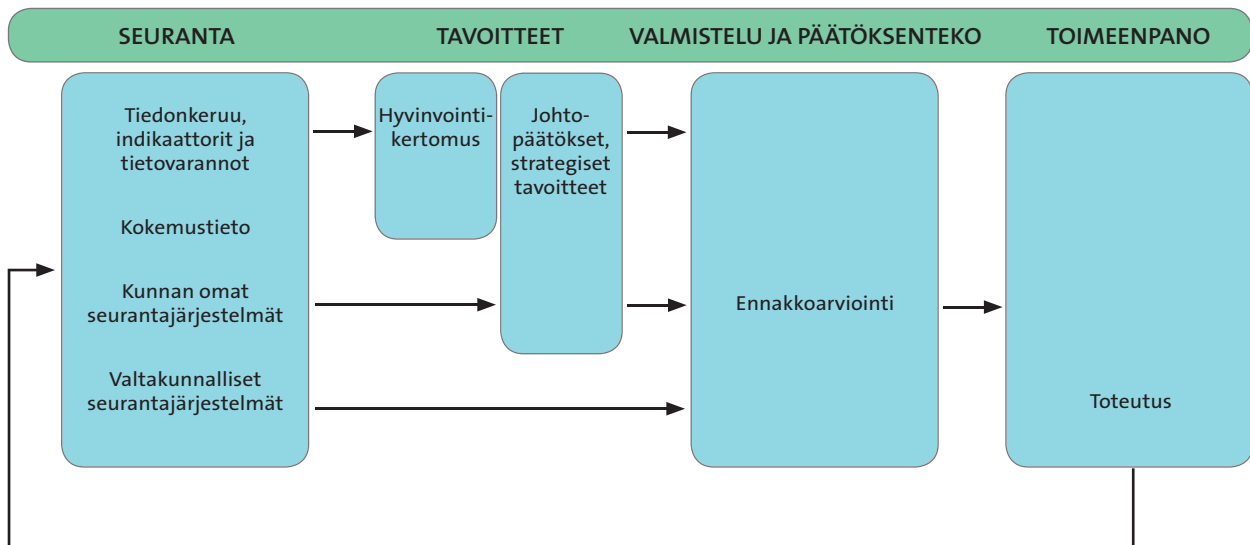 SEURANTA
TAVOITTEET
VALMISTELU JA PÄÄTÖKSENTEKO
TOIMEENPANO
Tiedonkeruu,
indikaattorit ja
tietovarannot
Kokemustieto
Kunnan omat
seurantajärjestelmät
Valtakunnalliset
seurantajärjestelmät
Hyvinvointi-
kertomus
Johto-
päätökset,
strategiset
tavoitteet
Ennakkoarviointi
Toteutus